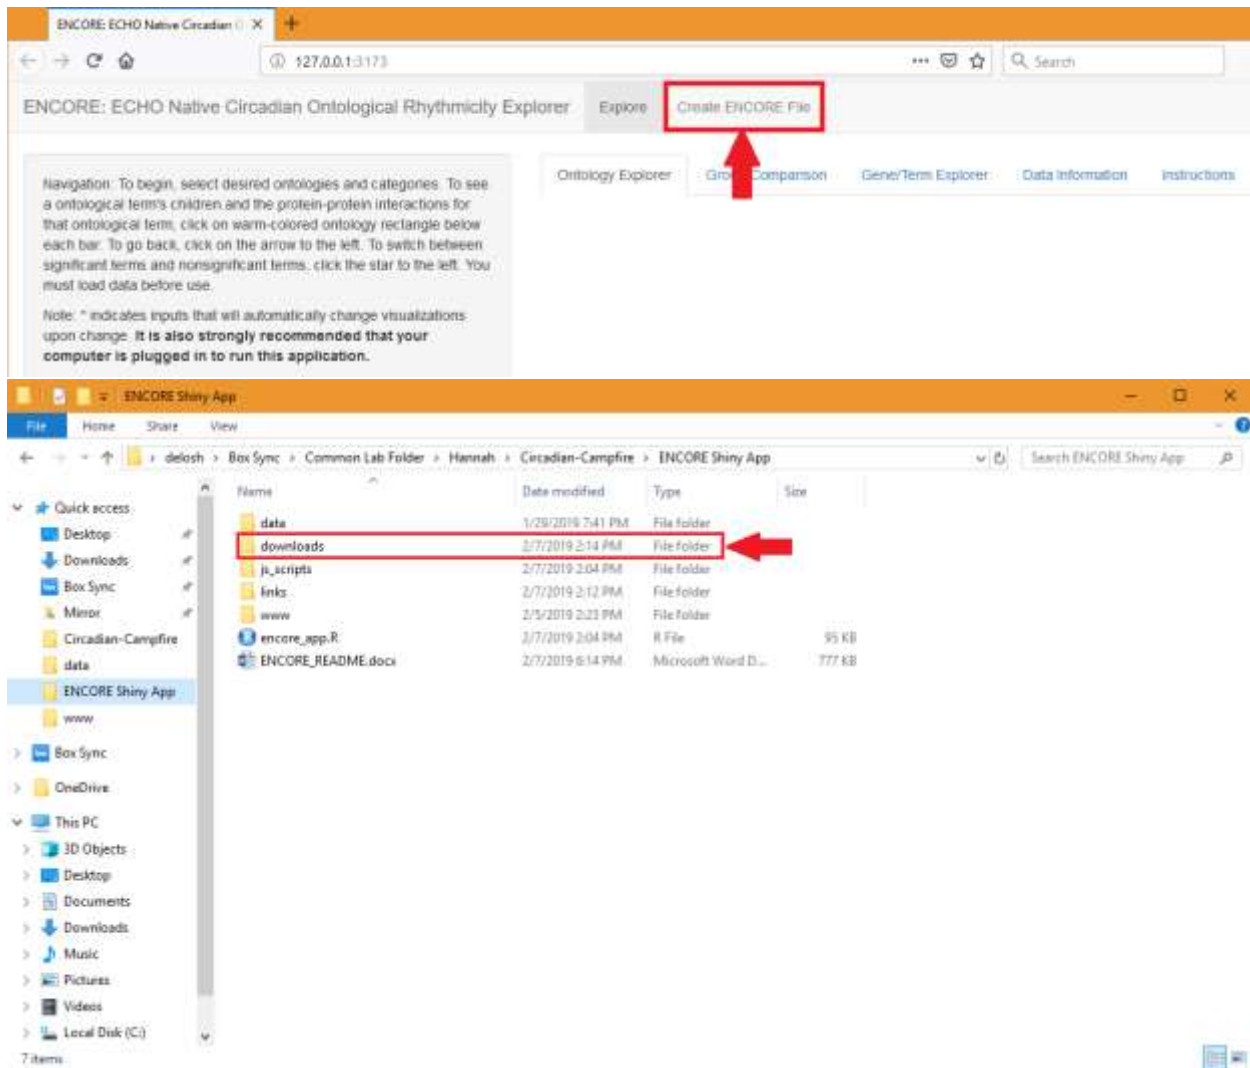 ENCORE: ECHO Native Circadian O
127.0.0.1:3173
Search
ENCORE: ECHO Native Circadian Ontological Rhythmicity Explorer Explore Create ENCORE File
Navigation: To begin, select desired ontologies and categories. To see
a ontological term's children and the protein-protein interactions for
that ontological term, click on warm-colored ontology rectangle below
each bar. To go back, click on the arrow to the left. To switch between
significant terms and nonsignificant terms, click the star to the left. You
must load data before use.
Note: * indicates inputs that will automatically change visualizations
upon change. It is also strongly recommended that your
computer is plugged in to run this application.
Ontology Explorer Group Comparison Gene/Term Explorer Data Information Instructions
ENCORE Shiny App
File Home Share View
delosh > Box Sync > Common Lab Folder > Hannah > Circadian-Campfire > ENCORE Shiny App
Search ENCORE Shiny App
Quick access
Desktop
Downloads
Box Sync
Mirror
Circadian-Campfire
data
ENCORE Shiny App
www
Box Sync
OneDrive
This PC
3D Objects
Desktop
Documents
Downloads
Music
Pictures
Videos
Local Disk (C:)
Name Date modified Type Size
data 1/29/2019 7:41 PM File folder
downloads 2/7/2019 2:14 PM File folder
js_scripts 2/7/2019 2:04 PM File folder
links 2/7/2019 2:12 PM File folder
www 2/5/2019 2:23 PM File folder
encore_app.R 2/7/2019 2:04 PM R File 95 KB
ENCORE_README.docx 2/7/2019 6:14 PM Microsoft Word D... 777 KB
7 items